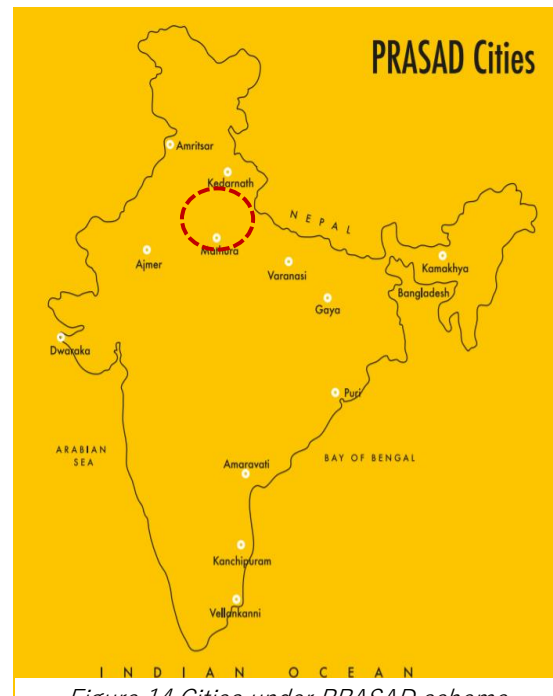 PRASAD Cities
Amritsar
Kedarnath
NEPAL
Mathura
Ajmer
Varanasi
Kamakhya
Bangladesh
Gaya
Dwaraka
Puri
ARABIAN
SEA
BAY OF BENGAL
Amaravati
Kanchipuram
Vellankanni
INDIAN OCEAN
Figure 14 Cities under PRASAD scheme